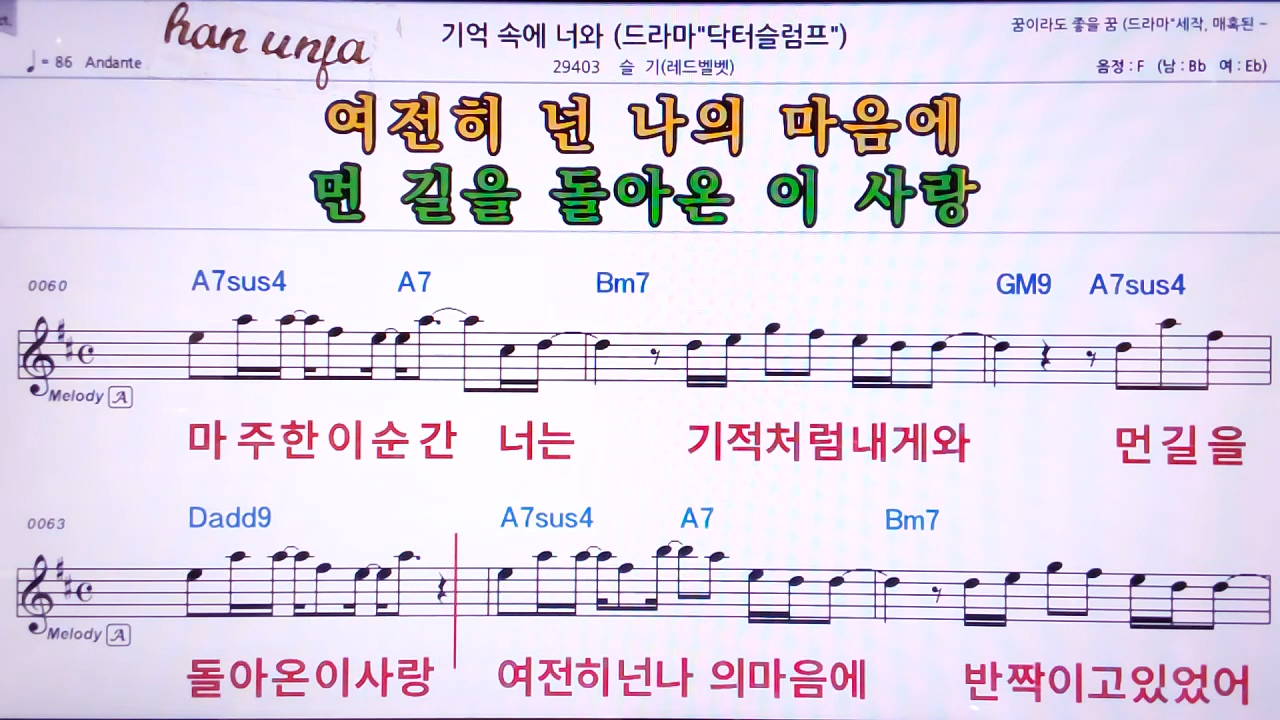 ct.
han unfa
기억 속에 너와 (드라마"닥터슬럼프")
꿈이라도 좋을 꿈 (드라마"세작, 매혹된 ~
♩= 86 Andante
29403 슬 기(레드벨벳)
음정 : F (남 : Bb 여 : Eb)
여전히 넌 나의 마음에
먼 길을 돌아온 이 사랑
0060 A7sus4 A7 Bm7 GM9 A7sus4
Melody A
마 주한이순간 너는 기적처럼내게와 먼길을
0063 Dadd9 A7sus4 A7 Bm7
Melody A
돌아온이사랑 여전히넌나 의마음에 반짝이고있었어